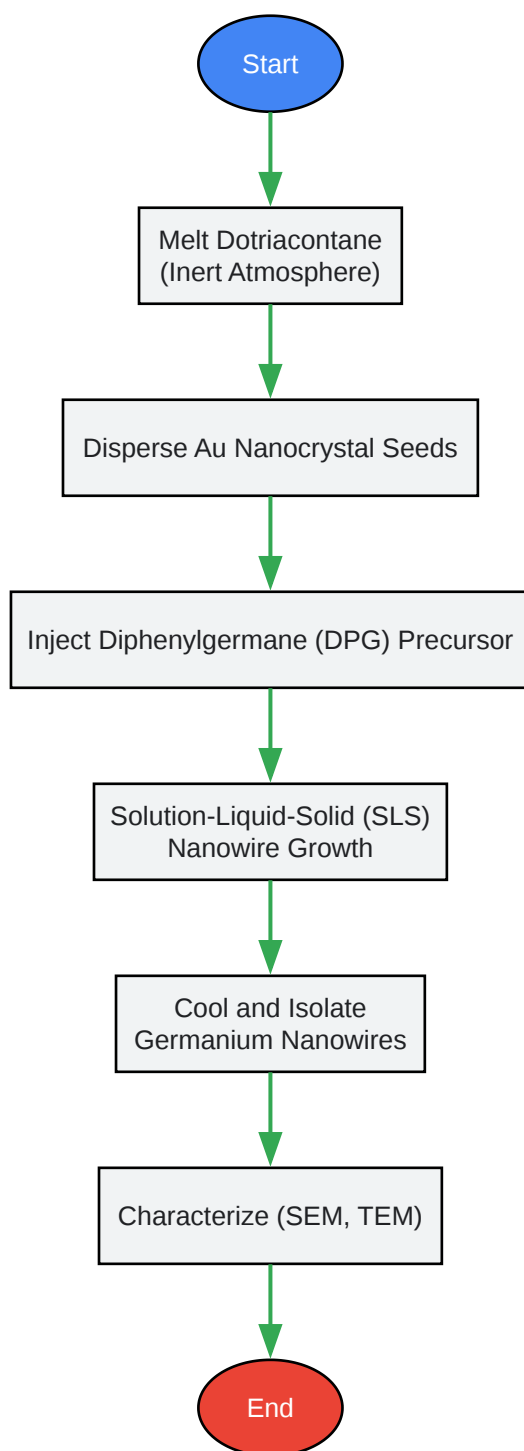 Start
Melt Dotriacontane
(Inert Atmosphere)
Disperse Au Nanocrystal Seeds
Inject Diphenylgermane (DPG) Precursor
Solution-Liquid-Solid (SLS)
Nanowire Growth
Cool and Isolate
Germanium Nanowires
Characterize (SEM, TEM)
End